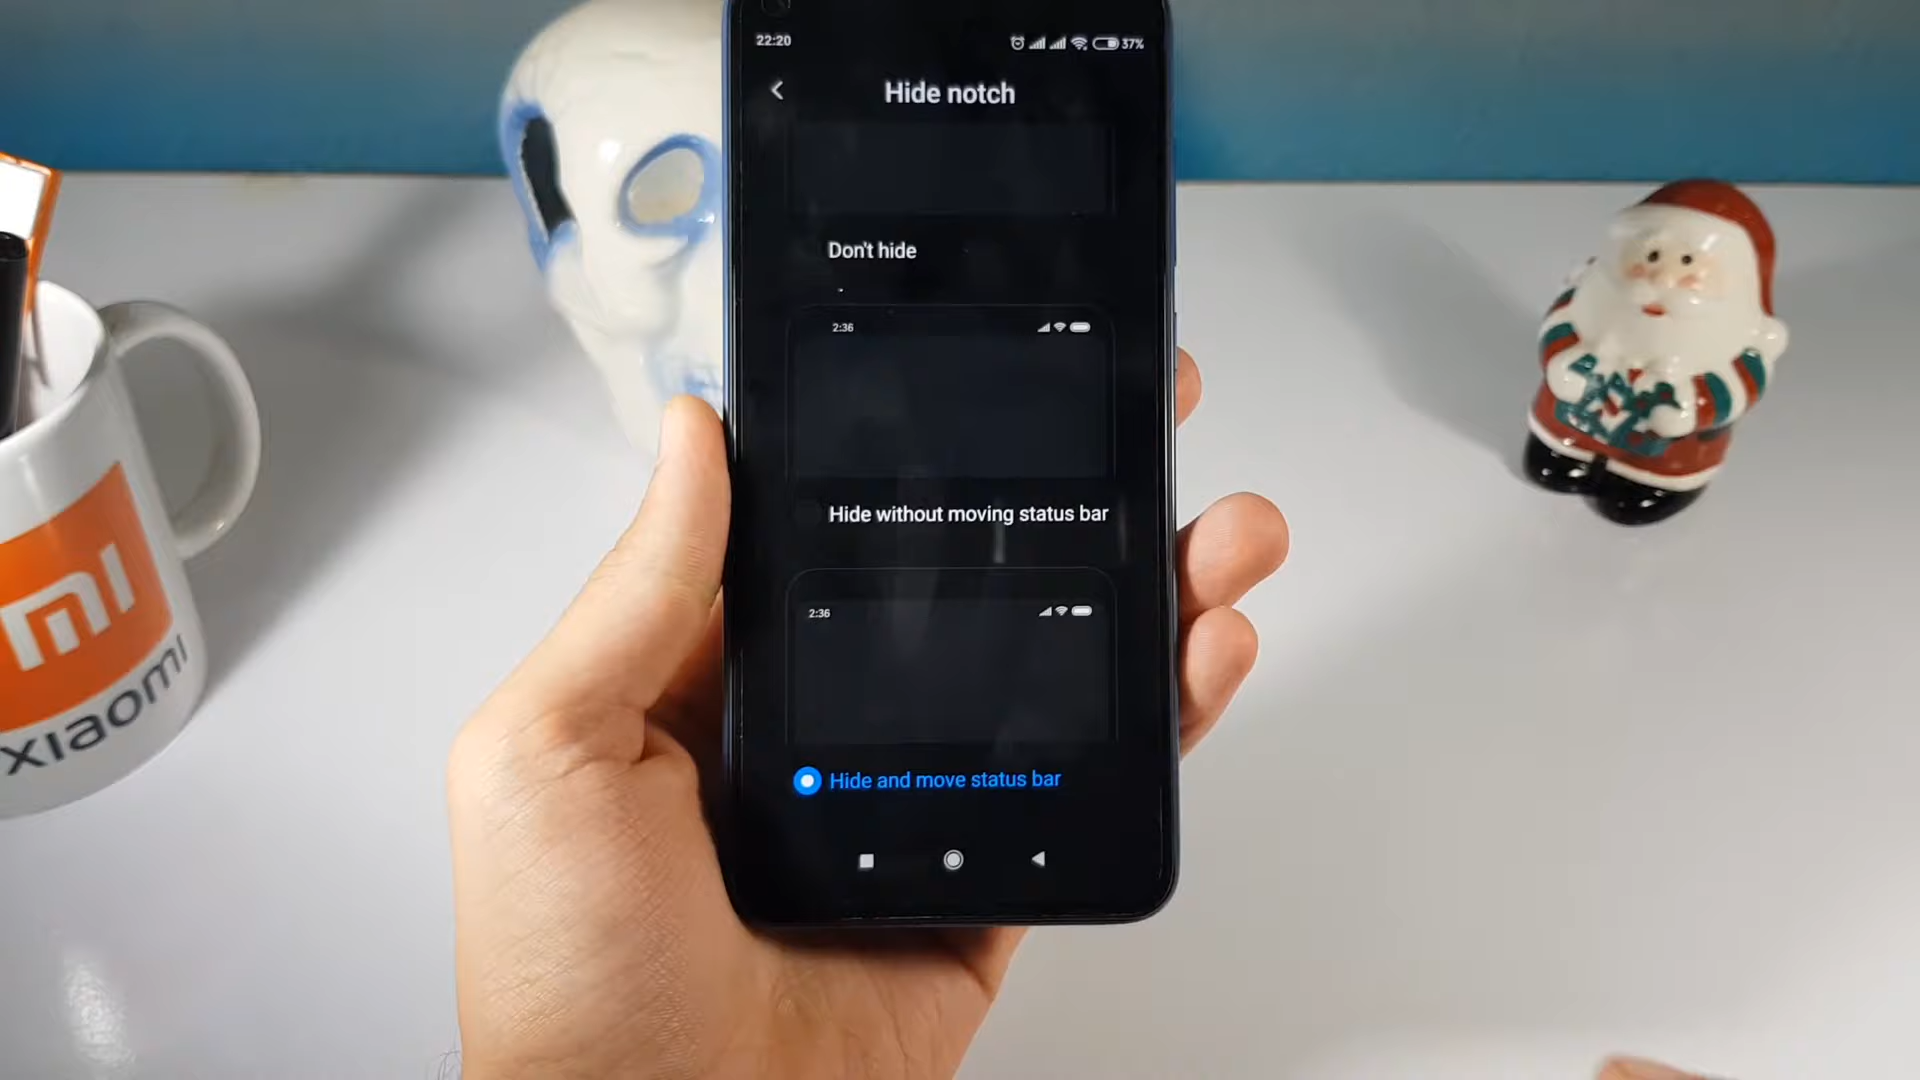 22:20
37%
Hide notch
Don't hide
2:36
Hide without moving status bar
2:36
Hide and move status bar
mi
xiaomi